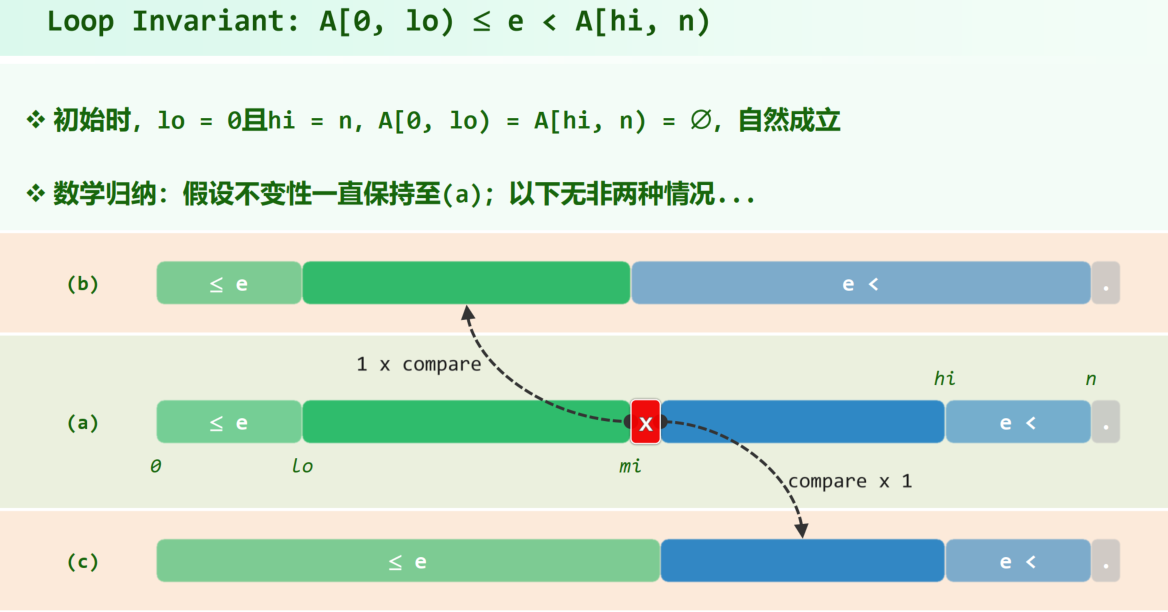 Loop Invariant: A[0, lo) ≤ e < A[hi, n)
❖ 初始时, lo = 0且hi = n, A[0, lo) = A[hi, n) = ∅, 自然成立
❖ 数学归纳: 假设不变性一直保持至(a); 以下无非两种情况...
(b) ≤ e e < .
1 x compare
hi n
(a) ≤ e x e < .
0 lo mi
compare x 1
(c) ≤ e e < .